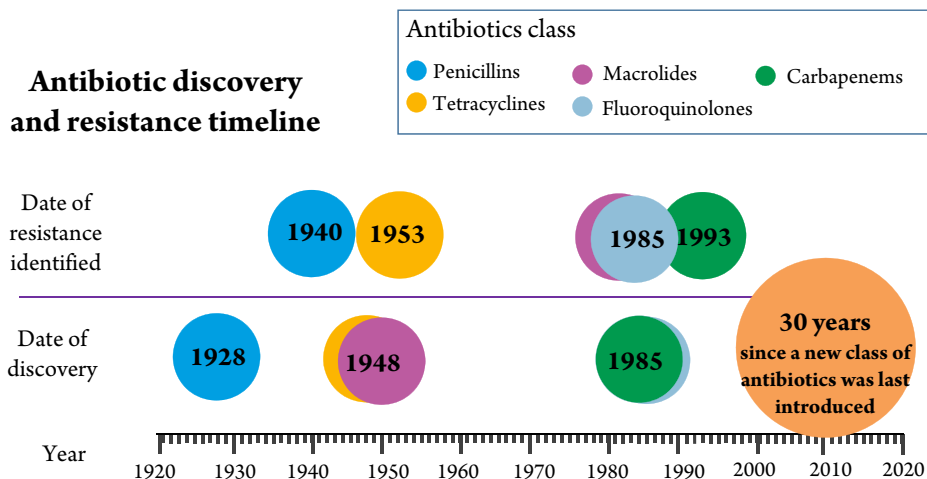 Antibiotic discovery
and resistance timeline
Antibiotics class
Penicillins
Macrolides
Carbapenems
Tetracyclines
Fluoroquinolones
Date of
resistance
identified
1940
1953
1985
1993
Date of
discovery
1928
1948
1985
30 years
since a new class of
antibiotics was last
introduced
Year
1920 1930 1940 1950 1960 1970 1980 1990 2000 2010 2020